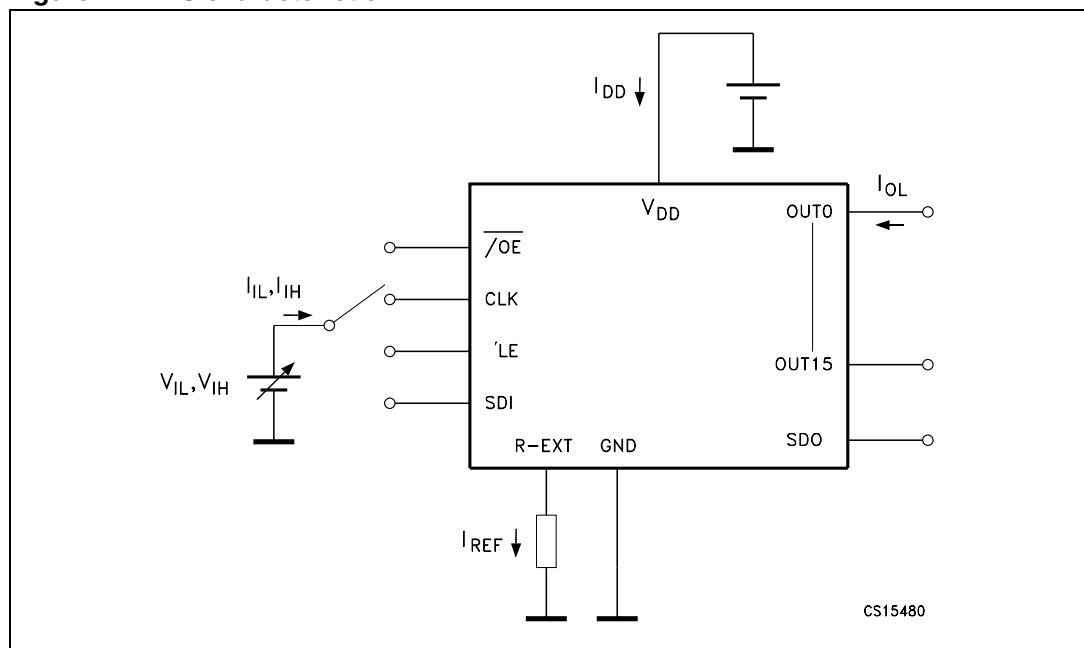 I_DD
V_DD
OUT0
I_OL
/OE
I_IL,I_IH
CLK
'LE
OUT15
V_IL,V_IH
SDI
SDO
R-EXT GND
I_REF
CS15480